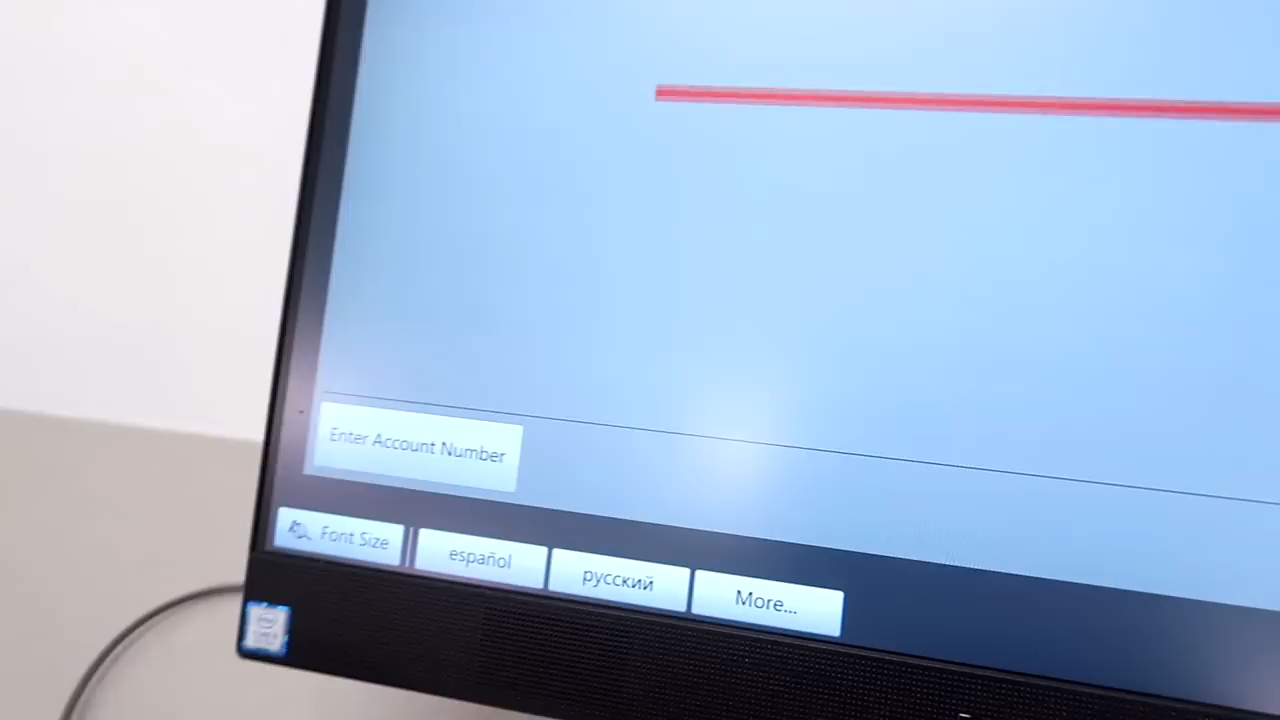 Enter Account Number
Font Size
español
русский
More...